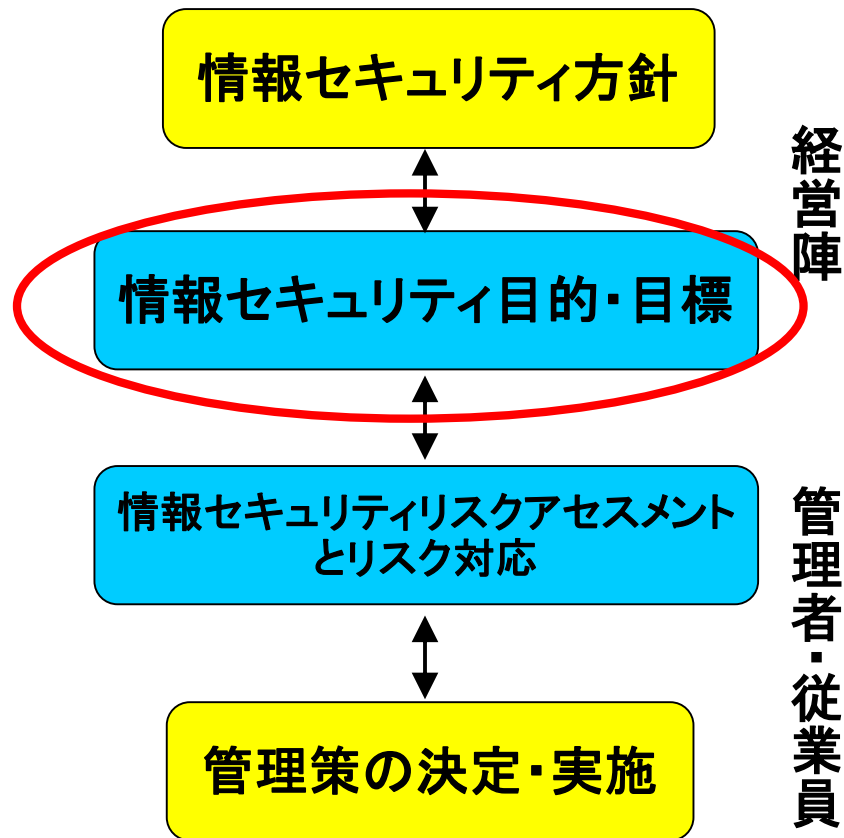 情報セキュリティ方針
経営陣
情報セキュリティ目的・目標
情報セキュリティリスクアセスメント
とリスク対応
管理者・従業員
管理策の決定・実施